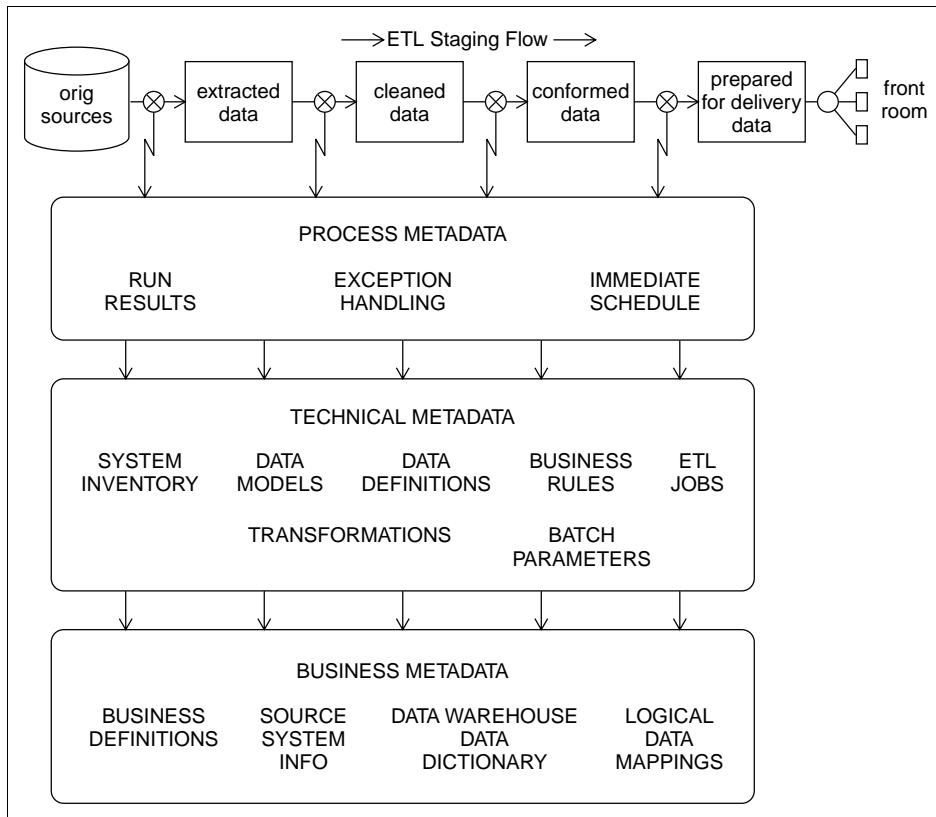 ETL Staging Flow
orig
sources
extracted
data
cleaned
data
conformed
data
prepared
for delivery
data
front
room
PROCESS METADATA
RUN
RESULTS
EXCEPTION
HANDLING
IMMEDIATE
SCHEDULE
TECHNICAL METADATA
SYSTEM
INVENTORY
DATA
MODELS
DATA
DEFINITIONS
BUSINESS
RULES
ETL
JOBS
TRANSFORMATIONS
BATCH
PARAMETERS
BUSINESS METADATA
BUSINESS
DEFINITIONS
SOURCE
SYSTEM
INFO
DATA WAREHOUSE
DATA
DICTIONARY
LOGICAL
DATA
MAPPINGS